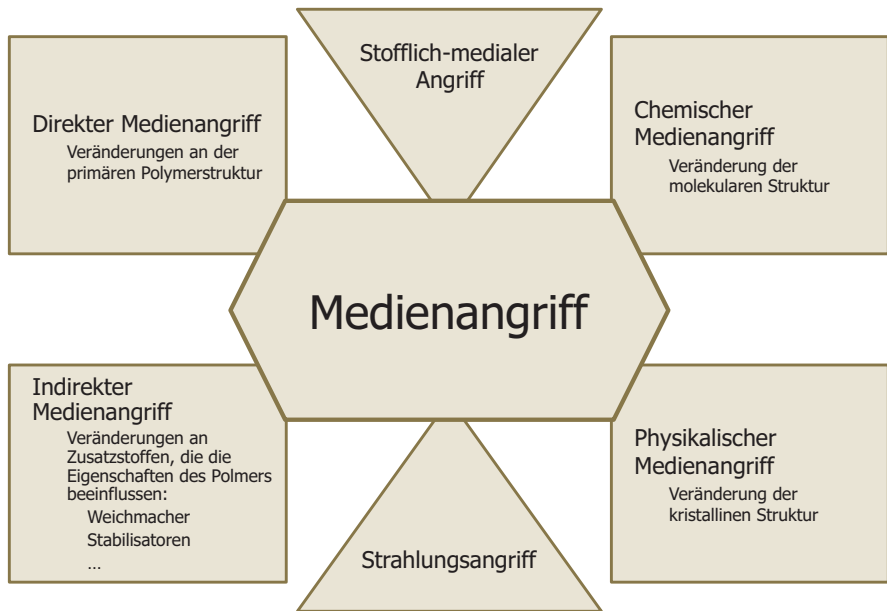 Stofflich-medialer
Angriff
Direkter Medienangriff
Veränderungen an der
primären Polymerstruktur
Chemischer
Medienangriff
Veränderung der
molekularen Struktur
Medienangriff
Indirekter
Medienangriff
Veränderungen an
Zusatzstoffen, die die
Eigenschaften des Polmers
beeinflussen:
Weichmacher
Stabilisatoren
...
Physikalischer
Medienangriff
Veränderung der
kristallinen Struktur
Strahlungsangriff